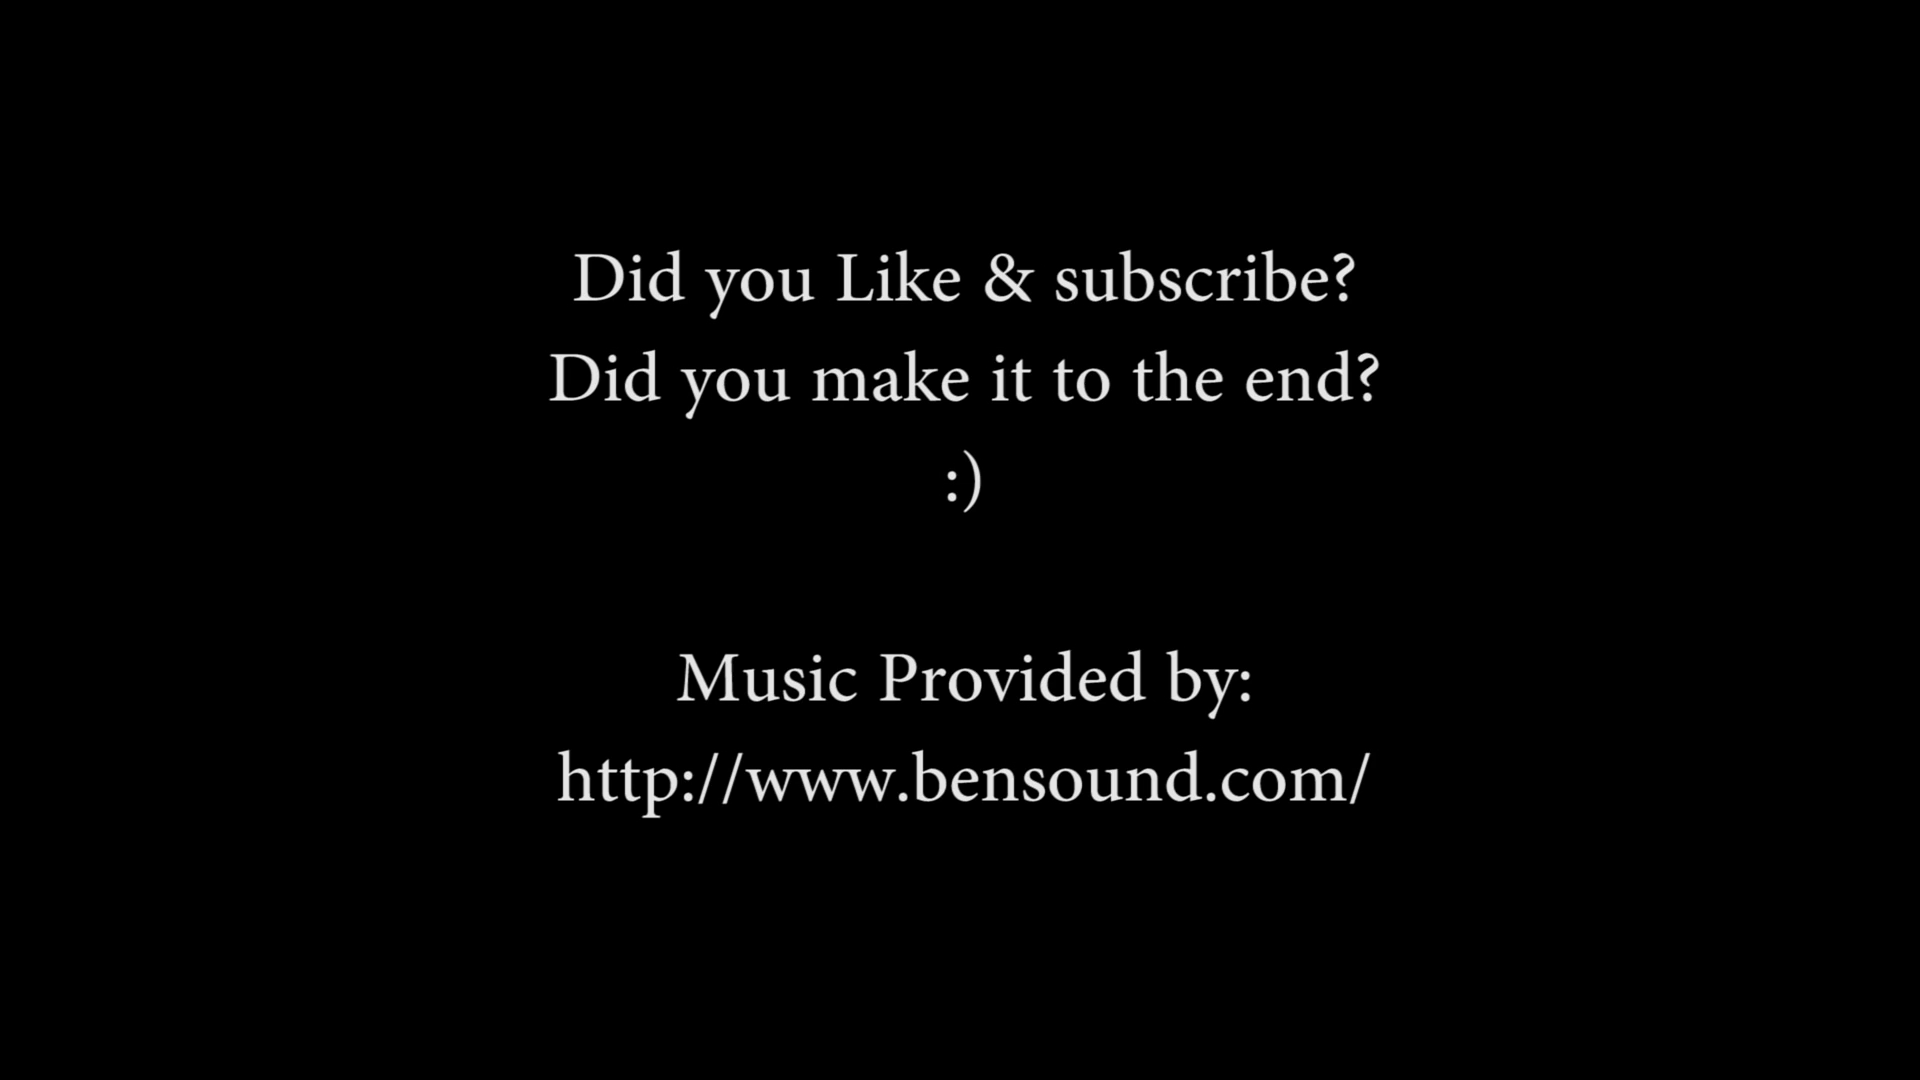 Did you Like & subscribe?
Did you make it to the end?
:)
Music Provided by:
http://www.bensound.com/